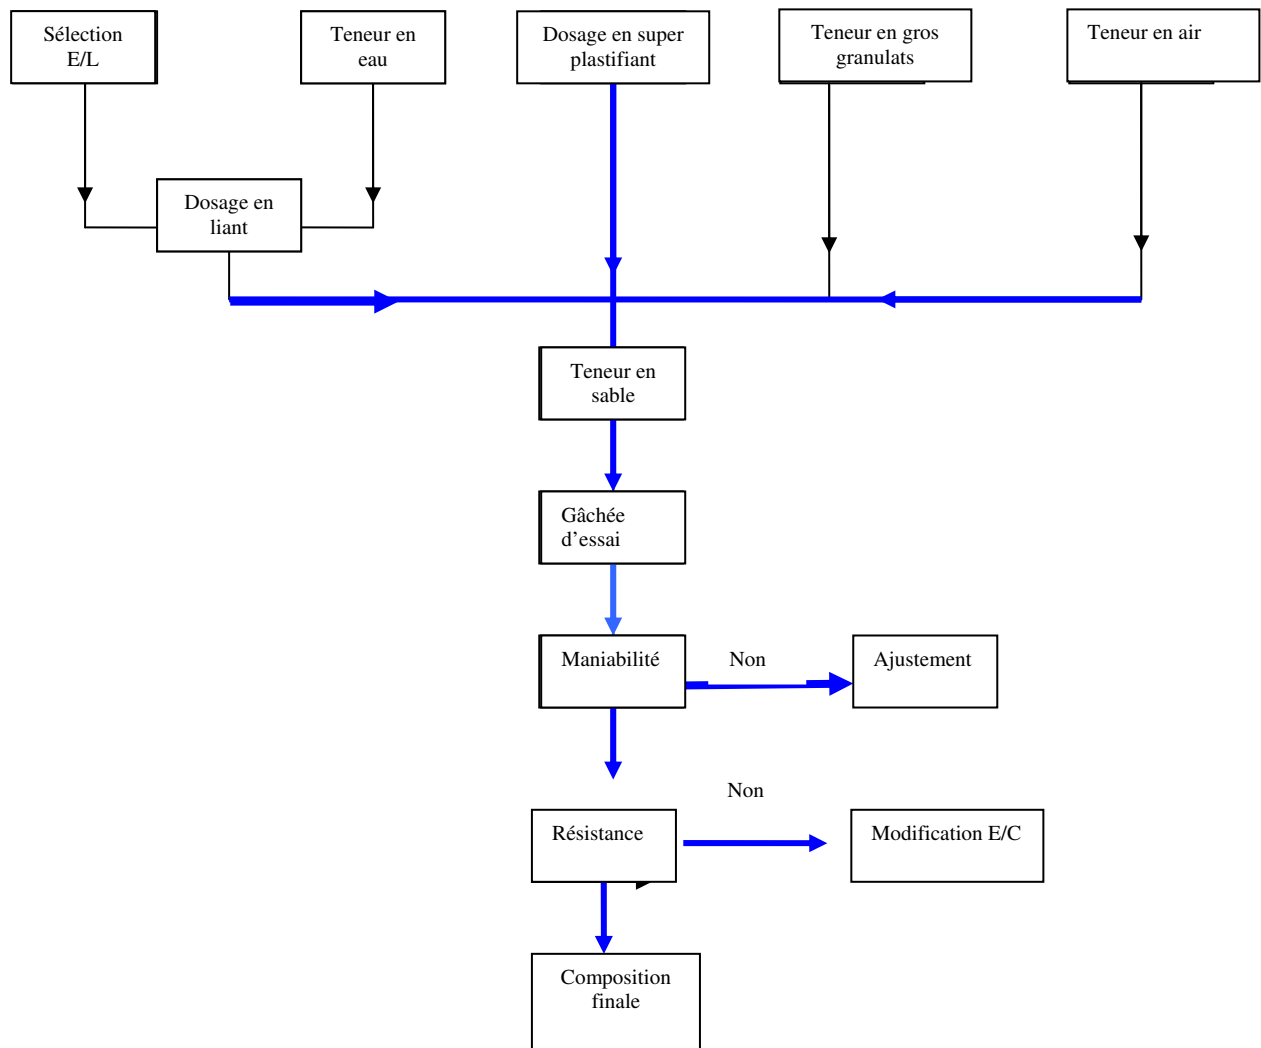 Sélection
E/L
Teneur en
eau
Dosage en super
plastifiant
Teneur en gros
granulats
Teneur en air
Dosage en
liant
Teneur en
sable
Gâchée
d’essai
Maniabilité
Non
Ajustement
Non
Résistance
Modification E/C
Composition
finale